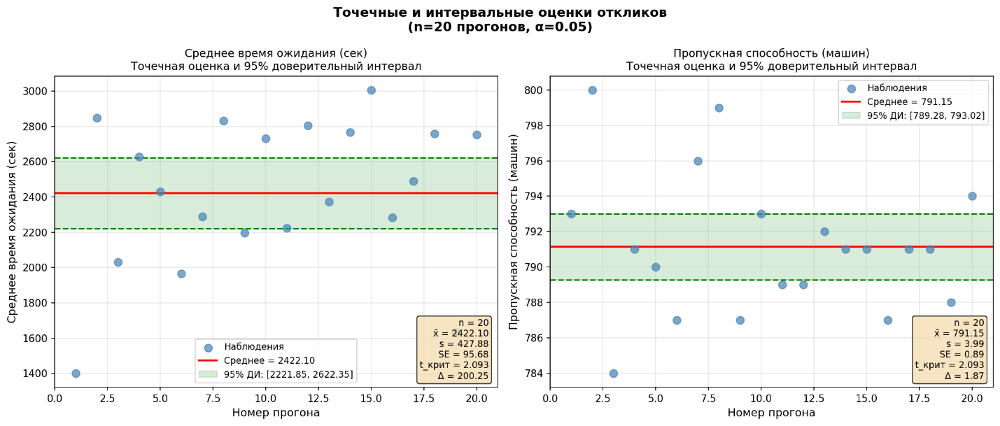 Точечные и интервальные оценки откликов
(n=20 прогонов, α=0.05)
Среднее время ожидания (сек)
Точечная оценка и 95% доверительный интервал
Среднее время ожидания (сек)
3000
2800
2600
2400
2200
2000
1800
1600
1400
Наблюдения
Среднее = 2422.10
95% ДИ: [2221.85, 2622.35]
n = 20
x̄ = 2422.10
s = 427.88
SE = 95.68
t_крит = 2.093
Δ = 200.25
0.0 2.5 5.0 7.5 10.0 12.5 15.0 17.5 20.0
Номер прогона
Пропускная способность (машин)
Точечная оценка и 95% доверительный интервал
Пропускная способность (машин)
800
798
796
794
792
790
788
786
784
Наблюдения
Среднее = 791.15
95% ДИ: [789.28, 793.02]
n = 20
x̄ = 791.15
s = 3.99
SE = 0.89
t_крит = 2.093
Δ = 1.87
0.0 2.5 5.0 7.5 10.0 12.5 15.0 17.5 20.0
Номер прогона